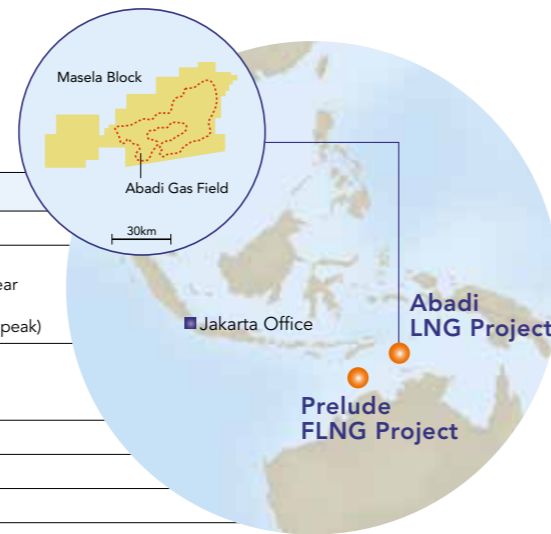 Masela Block
Abadi Gas Field
30km
ear
peak)
Jakarta Office
Abadi
LNG Project
Prelude
FLNG Project